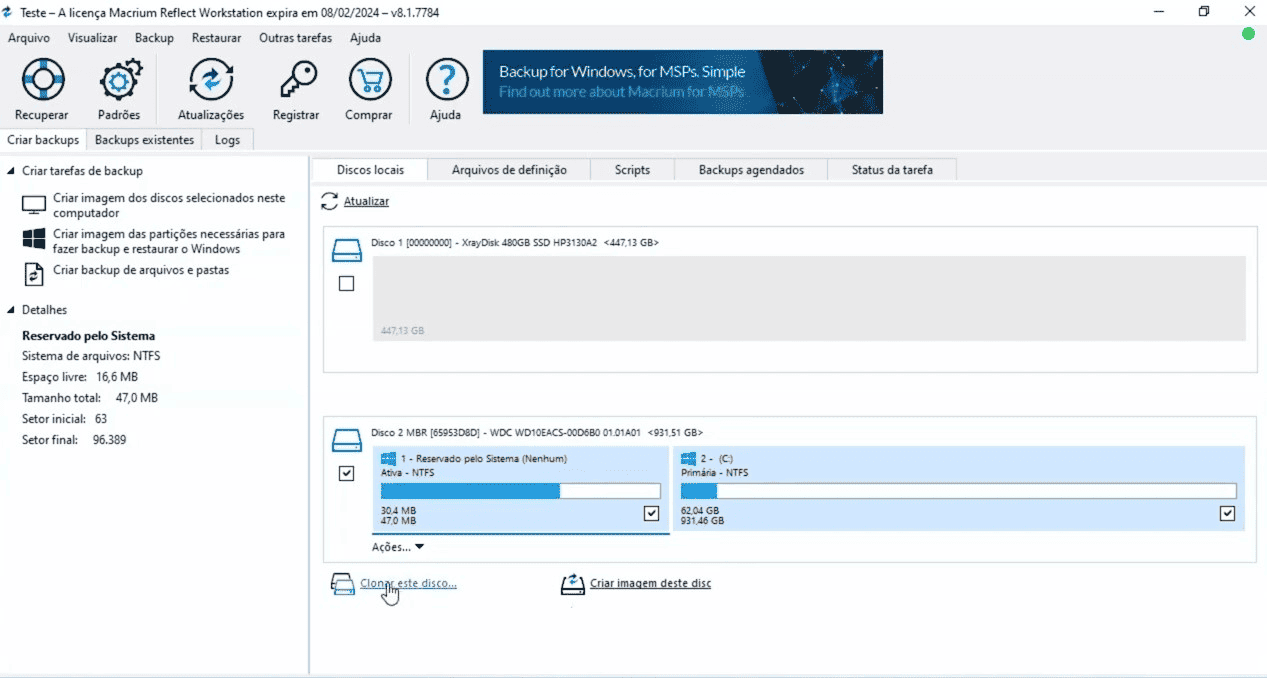 Teste – A licença Macrium Reflect Workstation expira em 08/02/2024 – v8.1.7784
Arquivo Visualizar Backup Restaurar Outras tarefas Ajuda
Recuperar Padrões Atualizações Registrar Comprar Ajuda
Backup for Windows, for MSPs. Simple
Find out more about Macrium for MSPs
Criar backups Backups existentes Logs
Criar tarefas de backup
Criar imagem dos discos selecionados neste
computador
Criar imagem das partições necessárias para
fazer backup e restaurar o Windows
Criar backup de arquivos e pastas
Detalhes
Reservado pelo Sistema
Sistema de arquivos: NTFS
Espaço livre: 16,6 MB
Tamanho total: 47,0 MB
Setor inicial: 63
Setor final: 96.389
Discos locais Arquivos de definição Scripts Backups agendados Status da tarefa
Atualizar
Disco 1 [00000000] - XrayDisk 480GB SSD HP3130A2 <447,13 GB>
447,13 GB
Disco 2 MBR [65953D8D] - WDC WD10EACS-00D6B0 01.01A01 <931,51 GB>
1 - Reservado pelo Sistema (Nenhum)
Ativa - NTFS
30,4 MB
47,0 MB
2 - (C:)
Primária - NTFS
62,04 GB
931,46 GB
Ações...
Clonar este disco... Criar imagem deste disc